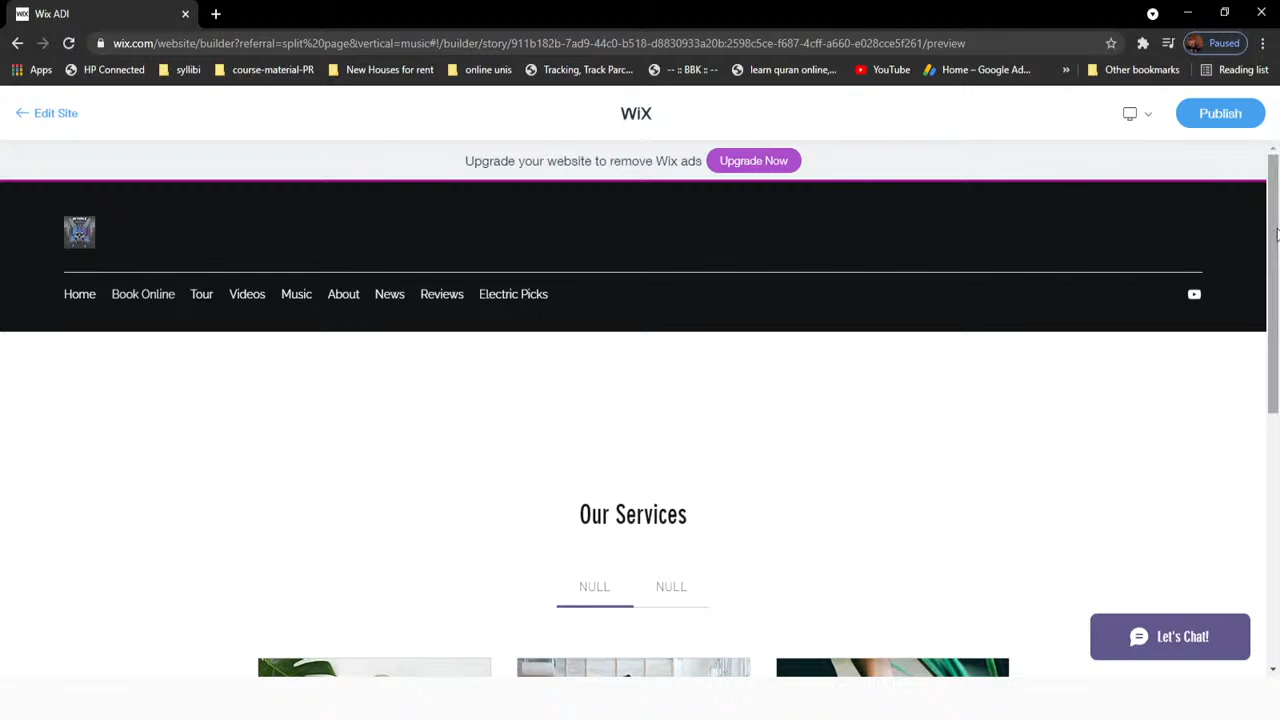 Wix ADI
wix.com/website/builder?referral=split%20page&vertical=music#!/builder/story/911b182b-7ad9-44c0-b518-d8830933a20b:2598c5ce-f687-4cff-a660-e028cce5f261/preview
Paused
Apps HP Connected syllibi course-material-PR New Houses for rent online unis Tracking, Track Parc... -- :: BBK :: -- learn quran online,... YouTube Home – Google Ad... » Other bookmarks Reading list
Edit Site
WiX
Publish
Upgrade your website to remove Wix ads Upgrade Now
Home Book Online Tour Videos Music About News Reviews Electric Picks
Our Services
NULL NULL
Let's Chat!